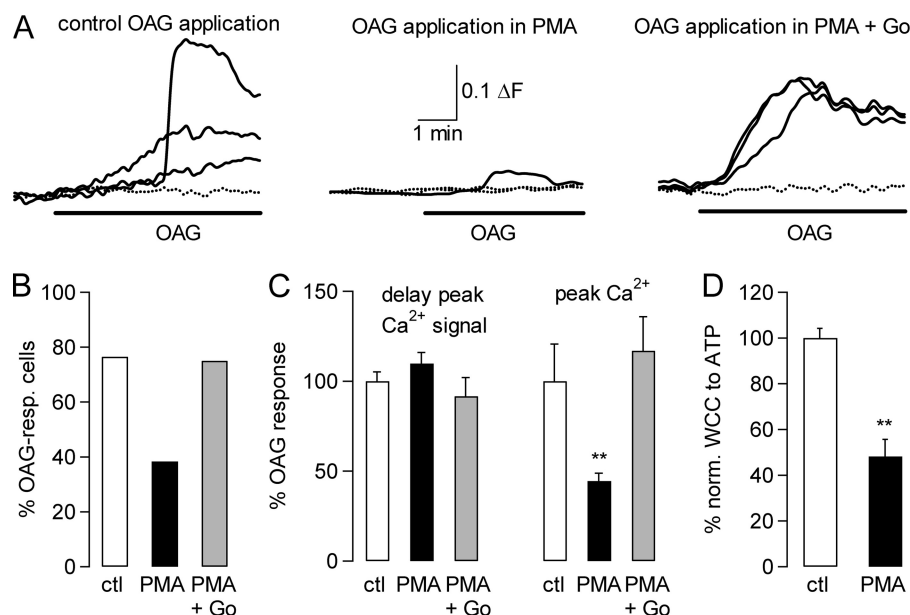 A
control OAG application
OAG application in PMA
OAG application in PMA + Go
0.1 ΔF
1 min
OAG
OAG
OAG
B
% OAG-resp. cells
100
80
60
40
20
0
ctl
PMA
PMA
+ Go
C
% OAG response
150
100
50
0
delay peak
Ca2+ signal
peak Ca2+
**
ctl
PMA
PMA
+ Go
ctl
PMA
PMA
+ Go
D
% norm. WCC to ATP
120
100
80
60
40
20
0
**
ctl
PMA